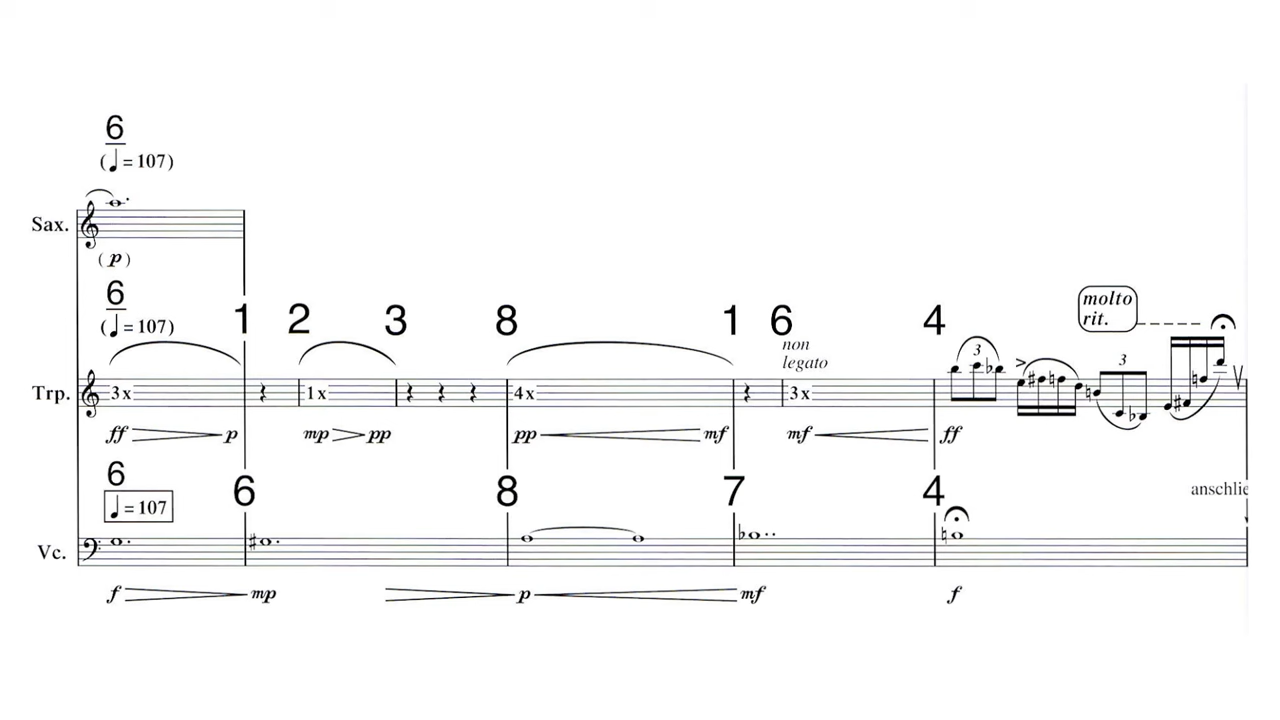 6
(♩= 107)
Sax.
(p)
6
(♩= 107)
1 2 3 8 1 6 4
molto
rit.
non
legato
3
3
Trp.
3x 1x 4x 3x
ff p mp pp pp mf mf ff
6
♩= 107
6 8 7 4
anschlie
Vc.
f mp p mf f